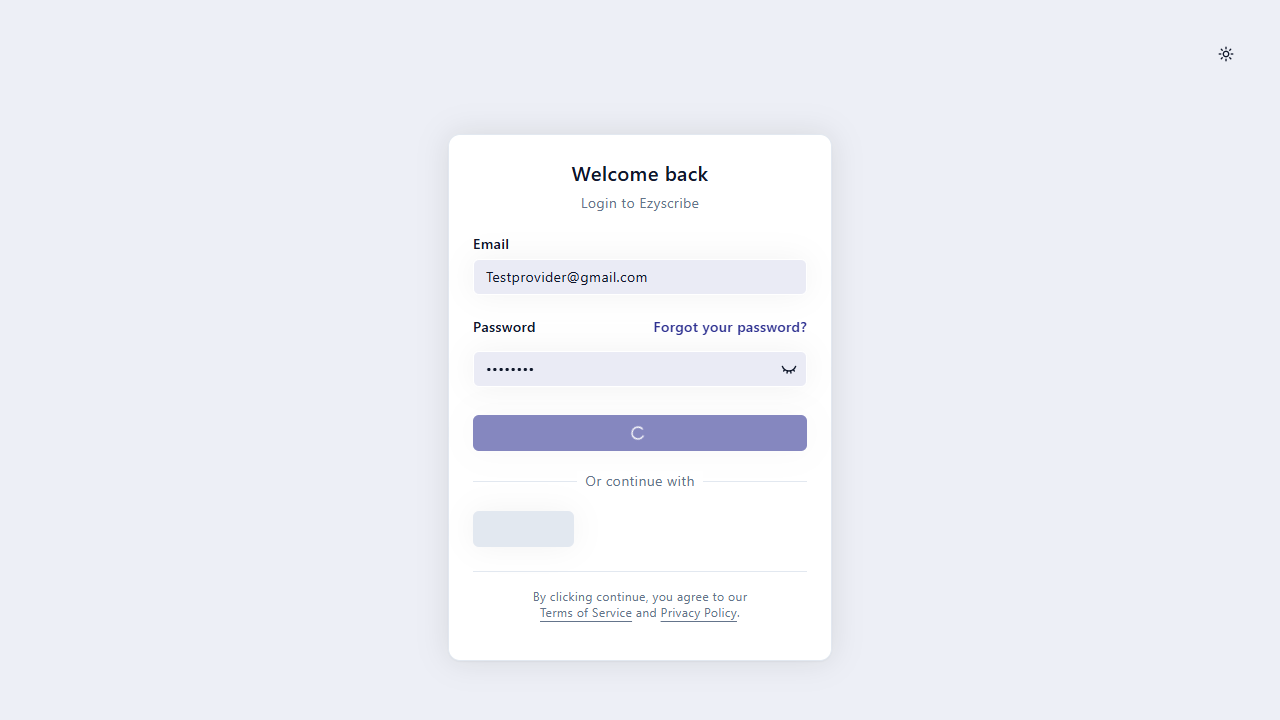 Welcome back
Login to Ezyscribe
Email
Testprovider@gmail.com
Password
Forgot your password?
••••••••
Or continue with
By clicking continue, you agree to our
Terms of Service and Privacy Policy.